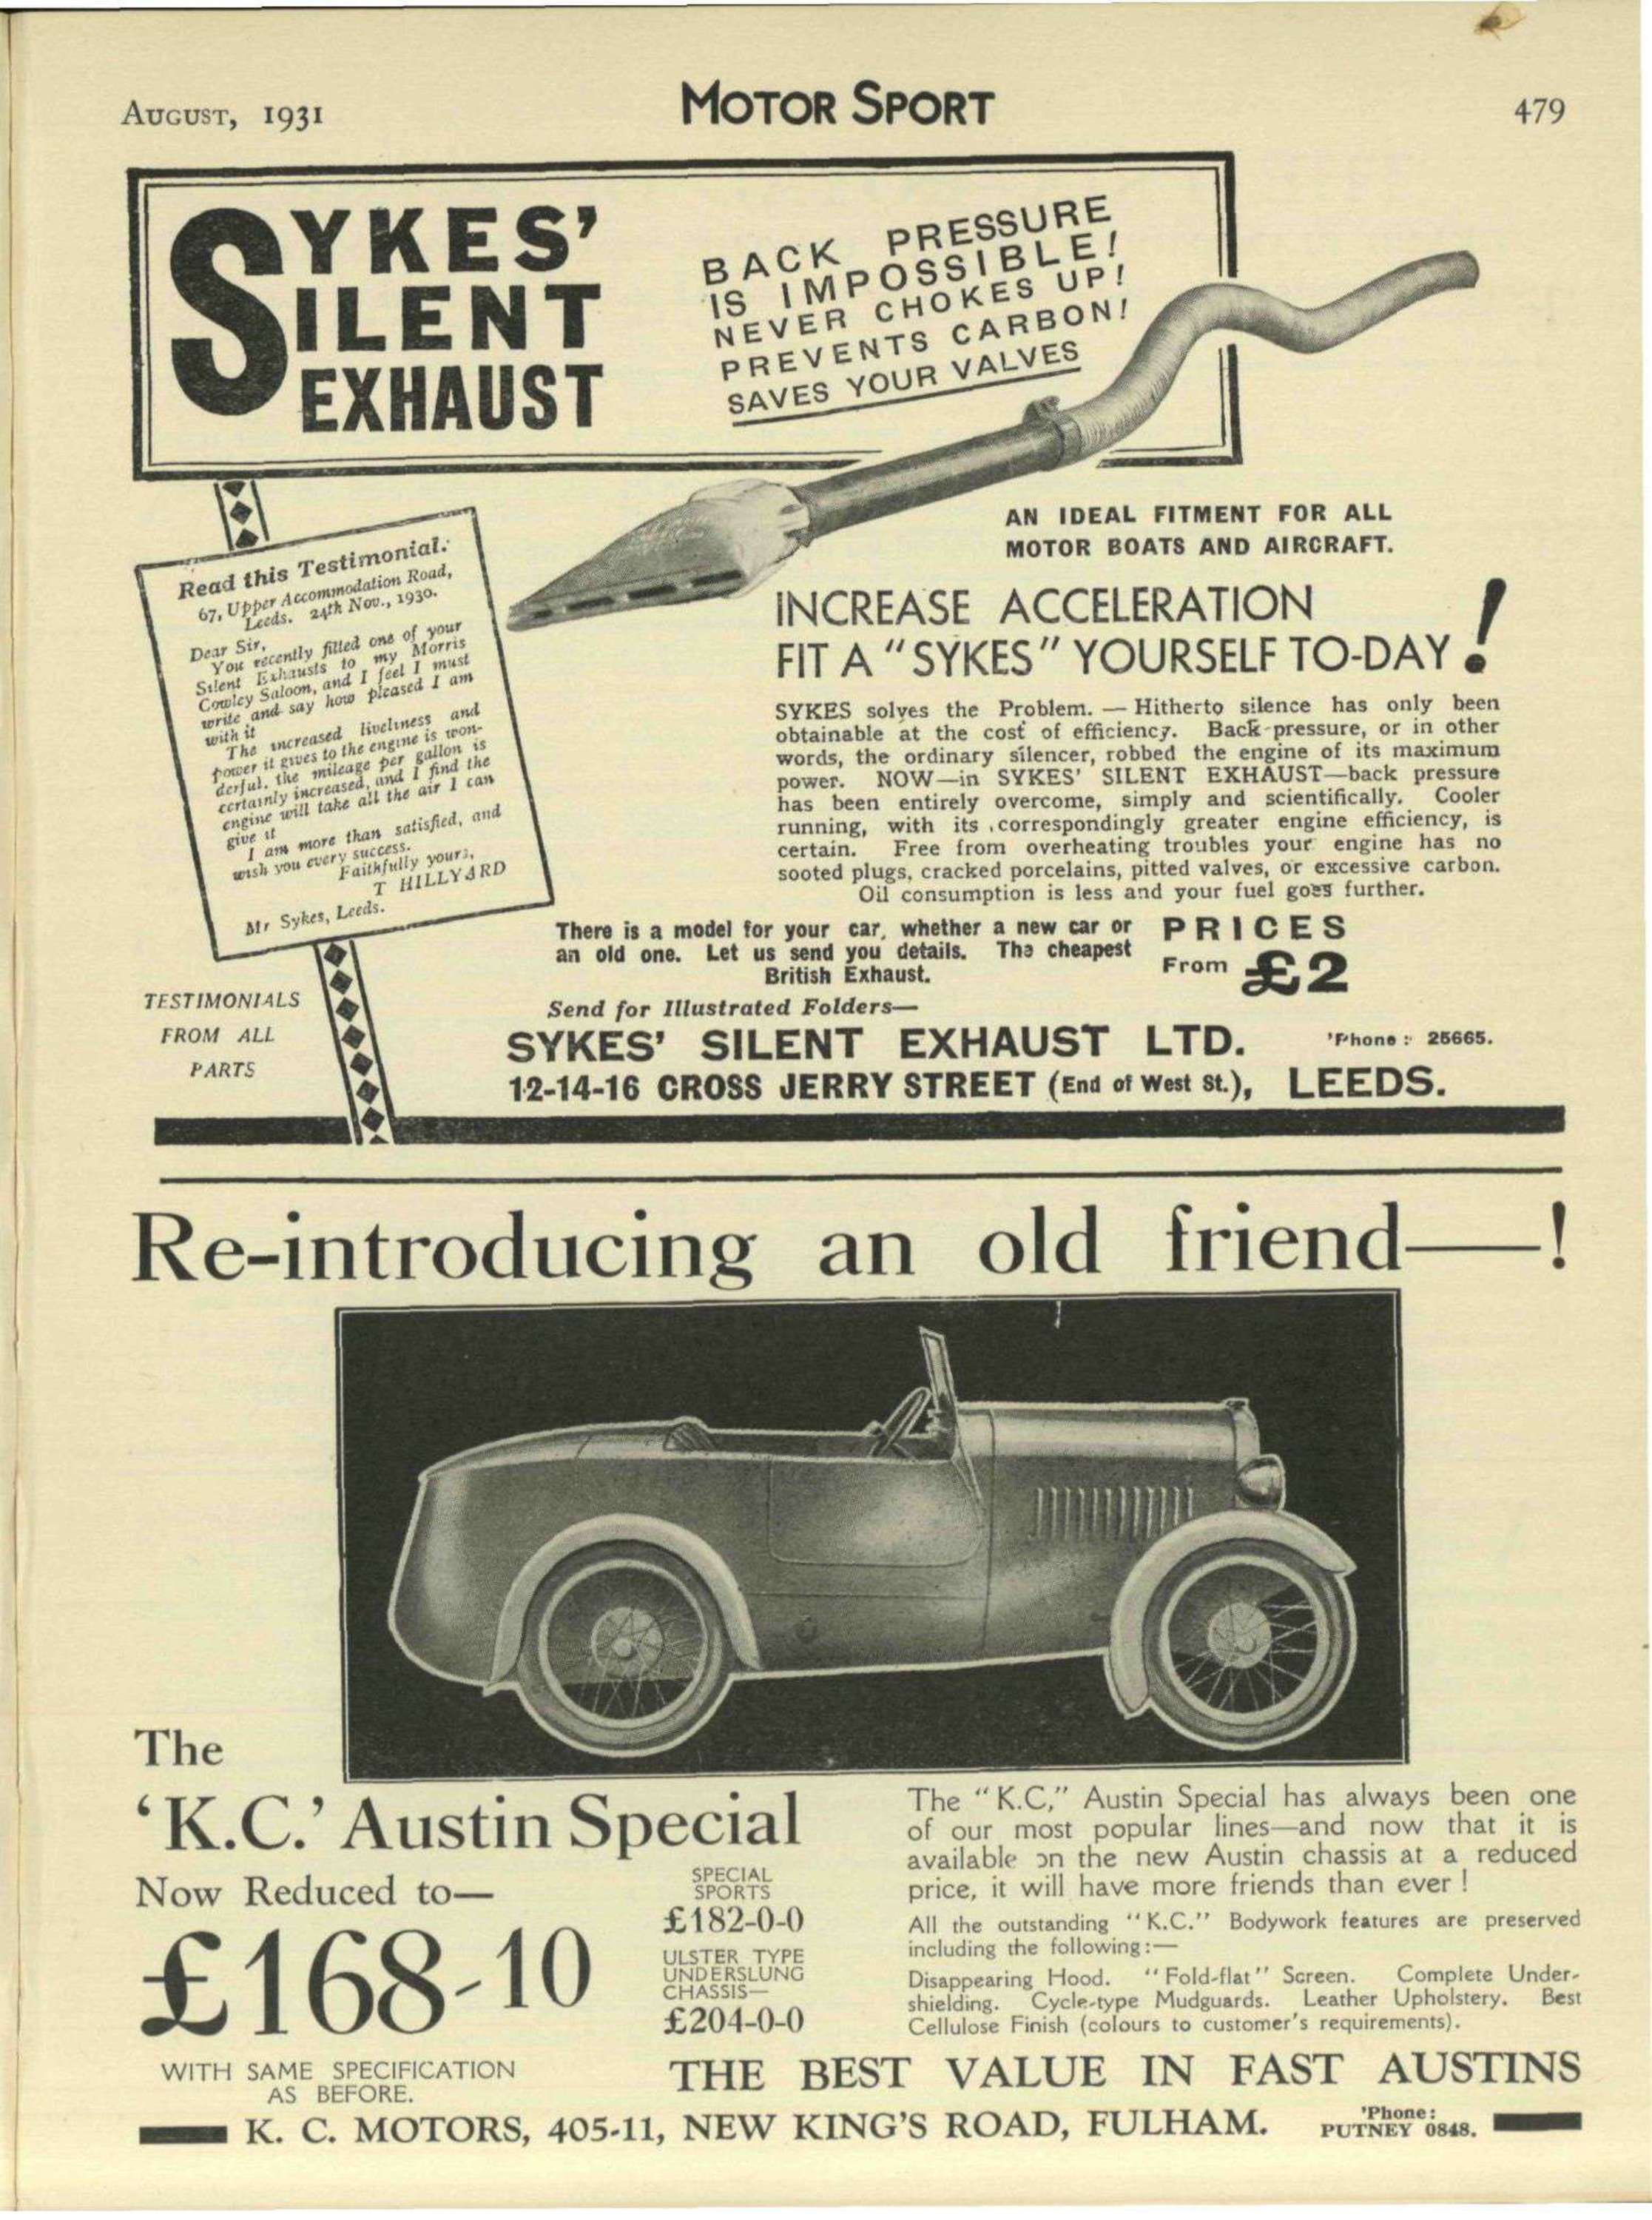 AUGUST, 1931
MOTOR SPORT
479
SYKES'
SILENT
EXHAUST
BACK PRESSURE
IS IMPOSSIBLE!
NEVER CHOKES UP!
PREVENTS CARBON!
SAVES YOUR VALVES
Read this Testimonial.
67, Upper Accommodation Road,
Leeds. 24th Nov., 1930.
Dear Sir,
You recently fitted one of your
Silent Exhausts to my Morris
Cowley Saloon, and I feel I must
write and say how pleased I am
with it
The increased liveliness and
power it gives to the engine is won-
derful, the mileage per gallon is
certainly increased, and I find the
engine will take all the air I can
give it
I am more than satisfied, and
wish you every success.
Faithfully yours,
T HILLYARD
Mr Sykes, Leeds.
TESTIMONIALS
FROM ALL
PARTS
AN IDEAL FITMENT FOR ALL
MOTOR BOATS AND AIRCRAFT.
INCREASE ACCELERATION
FIT A "SYKES" YOURSELF TO-DAY!
SYKES solves the Problem. — Hitherto silence has only been
obtainable at the cost of efficiency. Back-pressure, or in other
words, the ordinary silencer, robbed the engine of its maximum
power. NOW—in SYKES' SILENT EXHAUST—back pressure
has been entirely overcome, simply and scientifically. Cooler
running, with its correspondingly greater engine efficiency, is
certain. Free from overheating troubles your engine has no
sooted plugs, cracked porcelains, pitted valves, or excessive carbon.
Oil consumption is less and your fuel goes further.
There is a model for your car, whether a new car or
an old one. Let us send you details. The cheapest
British Exhaust.
PRICES
From £2
Send for Illustrated Folders—
SYKES' SILENT EXHAUST LTD. 'Phone : 25665.
12-14-16 CROSS JERRY STREET (End of West St.), LEEDS.
Re-introducing an old friend—!
The
'K.C.' Austin Special
Now Reduced to—
£168-10
WITH SAME SPECIFICATION
AS BEFORE.
SPECIAL
SPORTS
£182-0-0
ULSTER TYPE
UNDERSLUNG
CHASSIS—
£204-0-0
The "K.C," Austin Special has always been one
of our most popular lines—and now that it is
available on the new Austin chassis at a reduced
price, it will have more friends than ever !
All the outstanding "K.C." Bodywork features are preserved
including the following:—
Disappearing Hood. "Fold-flat" Screen. Complete Under-
shielding. Cycle-type Mudguards. Leather Upholstery. Best
Cellulose Finish (colours to customer's requirements).
THE BEST VALUE IN FAST AUSTINS
K. C. MOTORS, 405-11, NEW KING'S ROAD, FULHAM.
'Phone:
PUTNEY 0848.